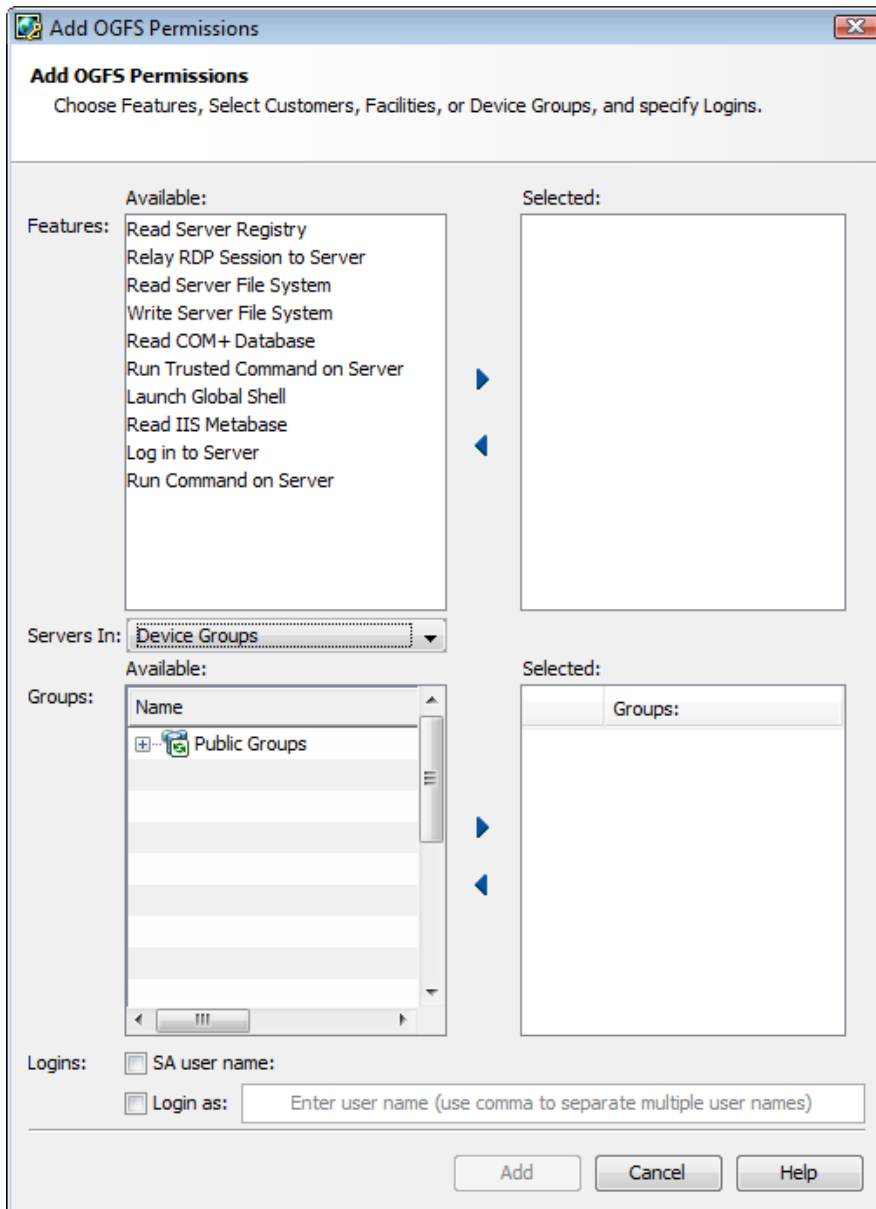 Add OGFS Permissions
Add OGFS Permissions
Choose Features, Select Customers, Facilities, or Device Groups, and specify Logins.
Available:
Selected:
Features:
Read Server Registry
Relay RDP Session to Server
Read Server File System
Write Server File System
Read COM+ Database
Run Trusted Command on Server
Launch Global Shell
Read IIS Metabase
Log in to Server
Run Command on Server
Servers In:
Device Groups
Available:
Selected:
Groups:
Name
Groups:
Public Groups
Logins:
SA user name:
Login as:
Enter user name (use comma to separate multiple user names)
Add
Cancel
Help